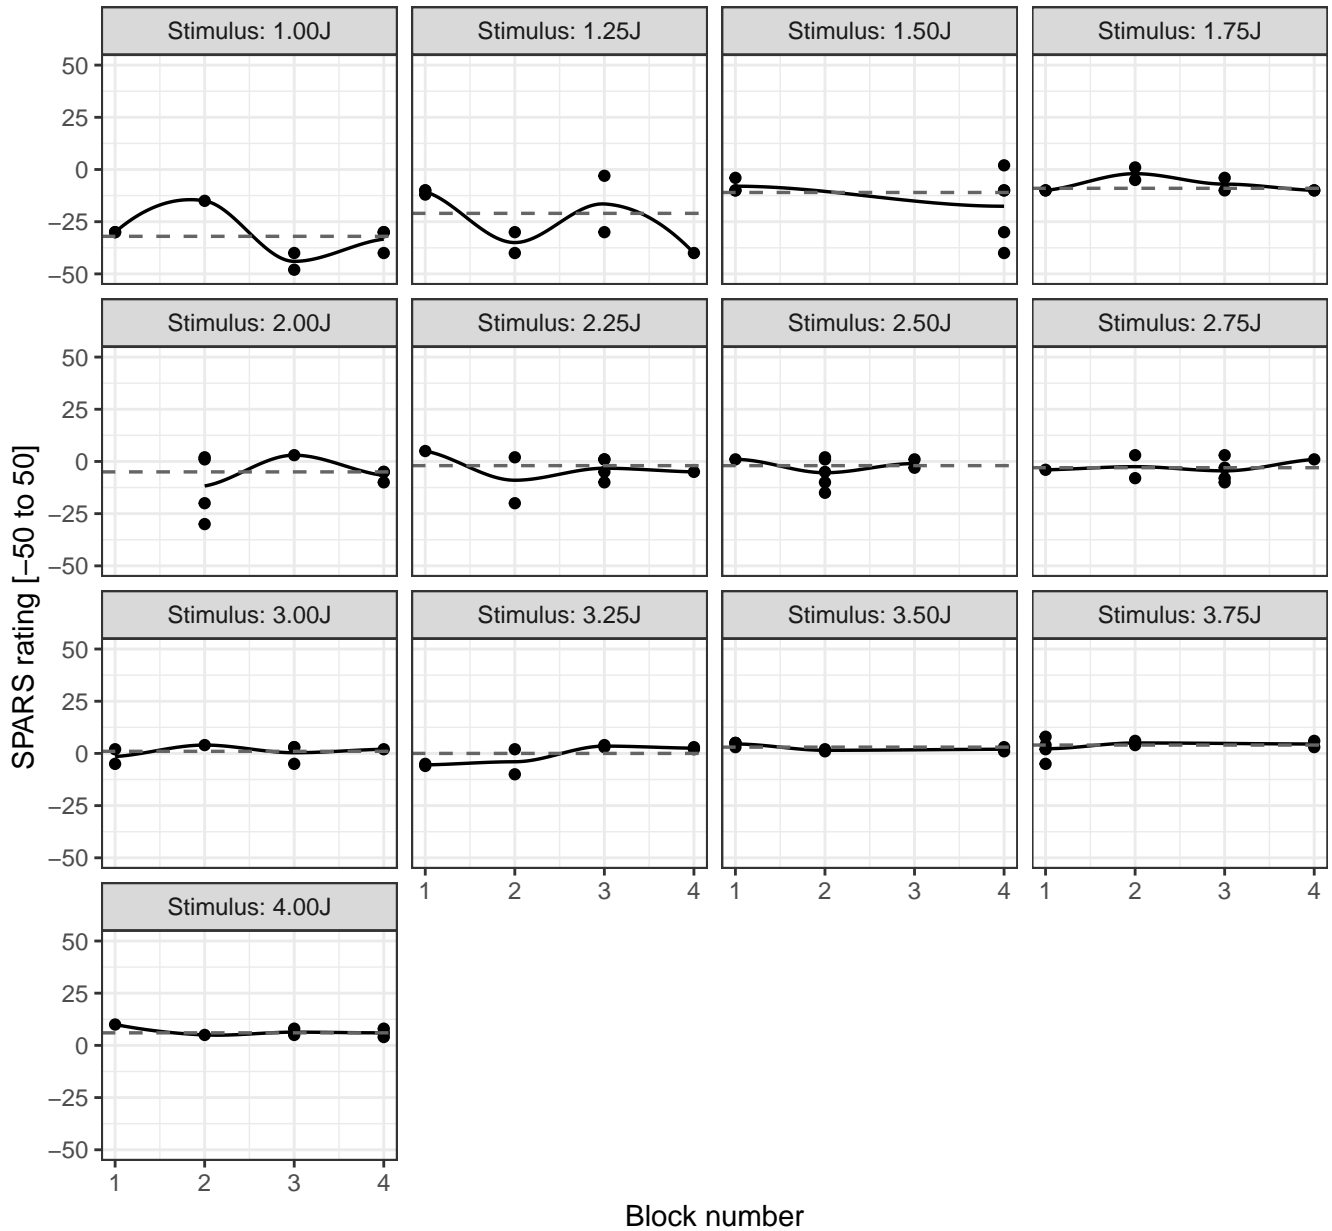 Stimulus: 1.00J
Stimulus: 1.25J
Stimulus: 1.50J
Stimulus: 1.75J
50
25
0
−25
−50
Stimulus: 2.00J
Stimulus: 2.25J
Stimulus: 2.50J
Stimulus: 2.75J
50
25
0
−25
−50
SPARS rating [−50 to 50]
Stimulus: 3.00J
Stimulus: 3.25J
Stimulus: 3.50J
Stimulus: 3.75J
50
25
0
−25
−50
1 2 3 4
1 2 3 4
1 2 3 4
Stimulus: 4.00J
50
25
0
−25
−50
1 2 3 4
Block number